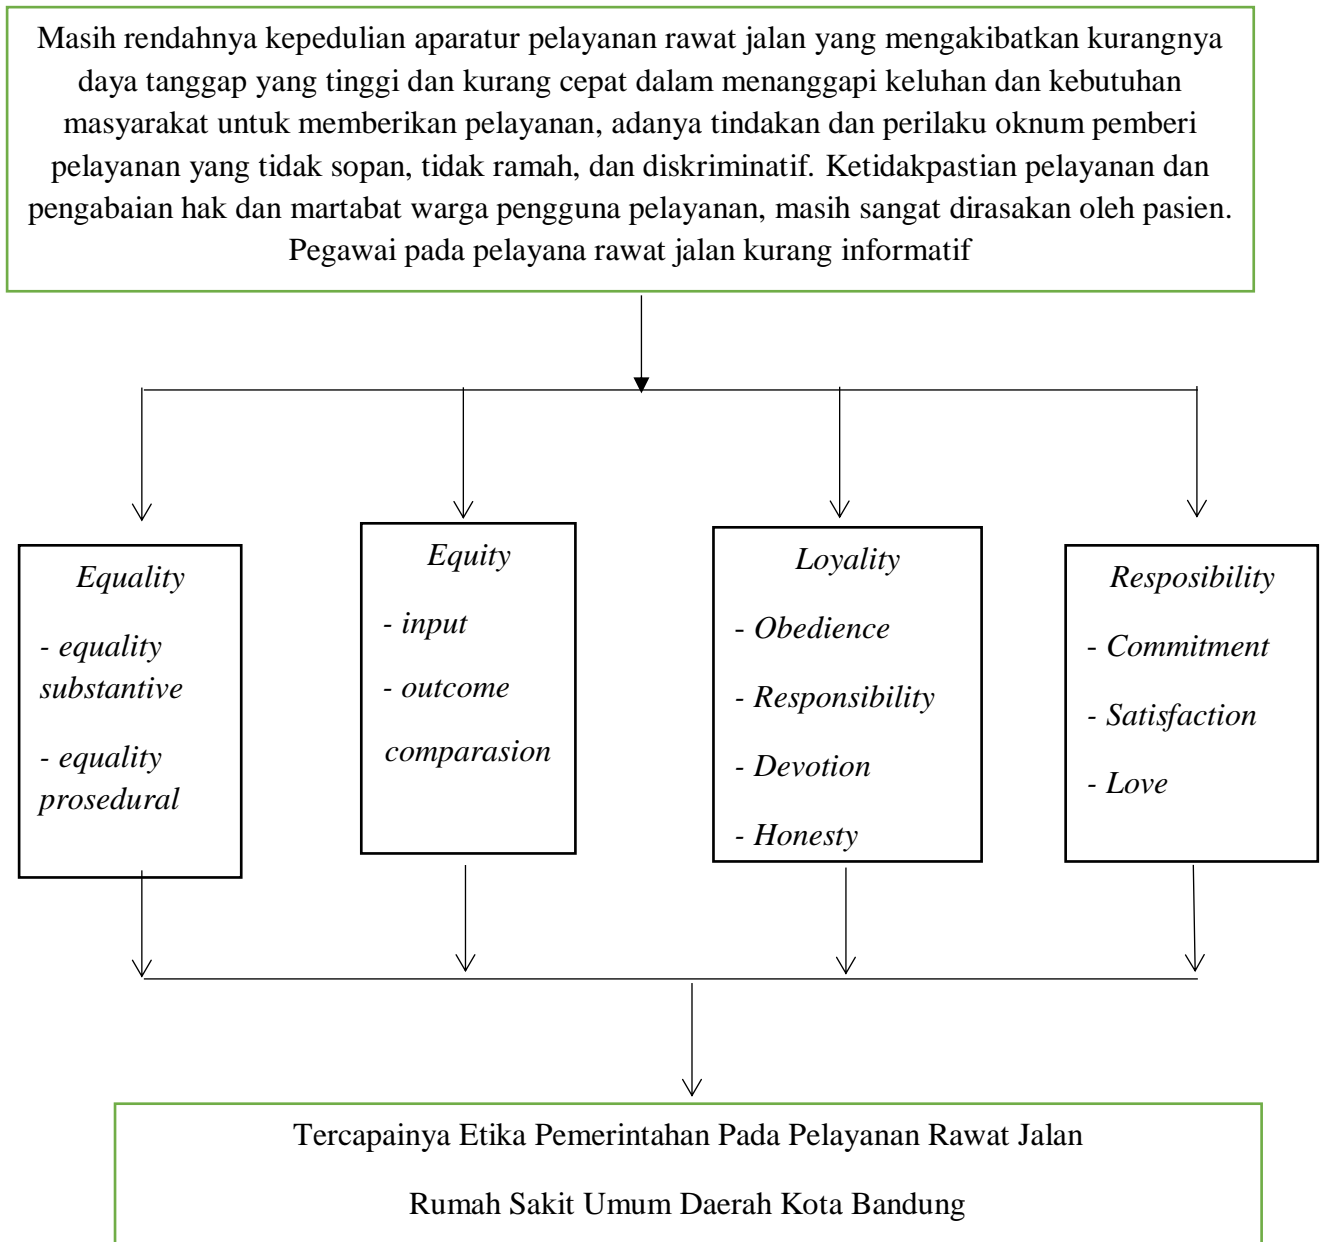 Masih rendahnya kepedulian aparatur pelayanan rawat jalan yang mengakibatkan kurangnya
daya tanggap yang tinggi dan kurang cepat dalam menanggapi keluhan dan kebutuhan
masyarakat untuk memberikan pelayanan, adanya tindakan dan perilaku oknum pemberi
pelayanan yang tidak sopan, tidak ramah, dan diskriminatif. Ketidakpastian pelayanan dan
pengabaian hak dan martabat warga pengguna pelayanan, masih sangat dirasakan oleh pasien.
Pegawai pada pelayana rawat jalan kurang informatif
Equality
- equality
substantive
- equality
prosedural
Equity
- input
- outcome
comparasion
Loyality
- Obedience
- Responsibility
- Devotion
- Honesty
Resposibility
- Commitment
- Satisfaction
- Love
Tercapainya Etika Pemerintahan Pada Pelayanan Rawat Jalan
Rumah Sakit Umum Daerah Kota Bandung